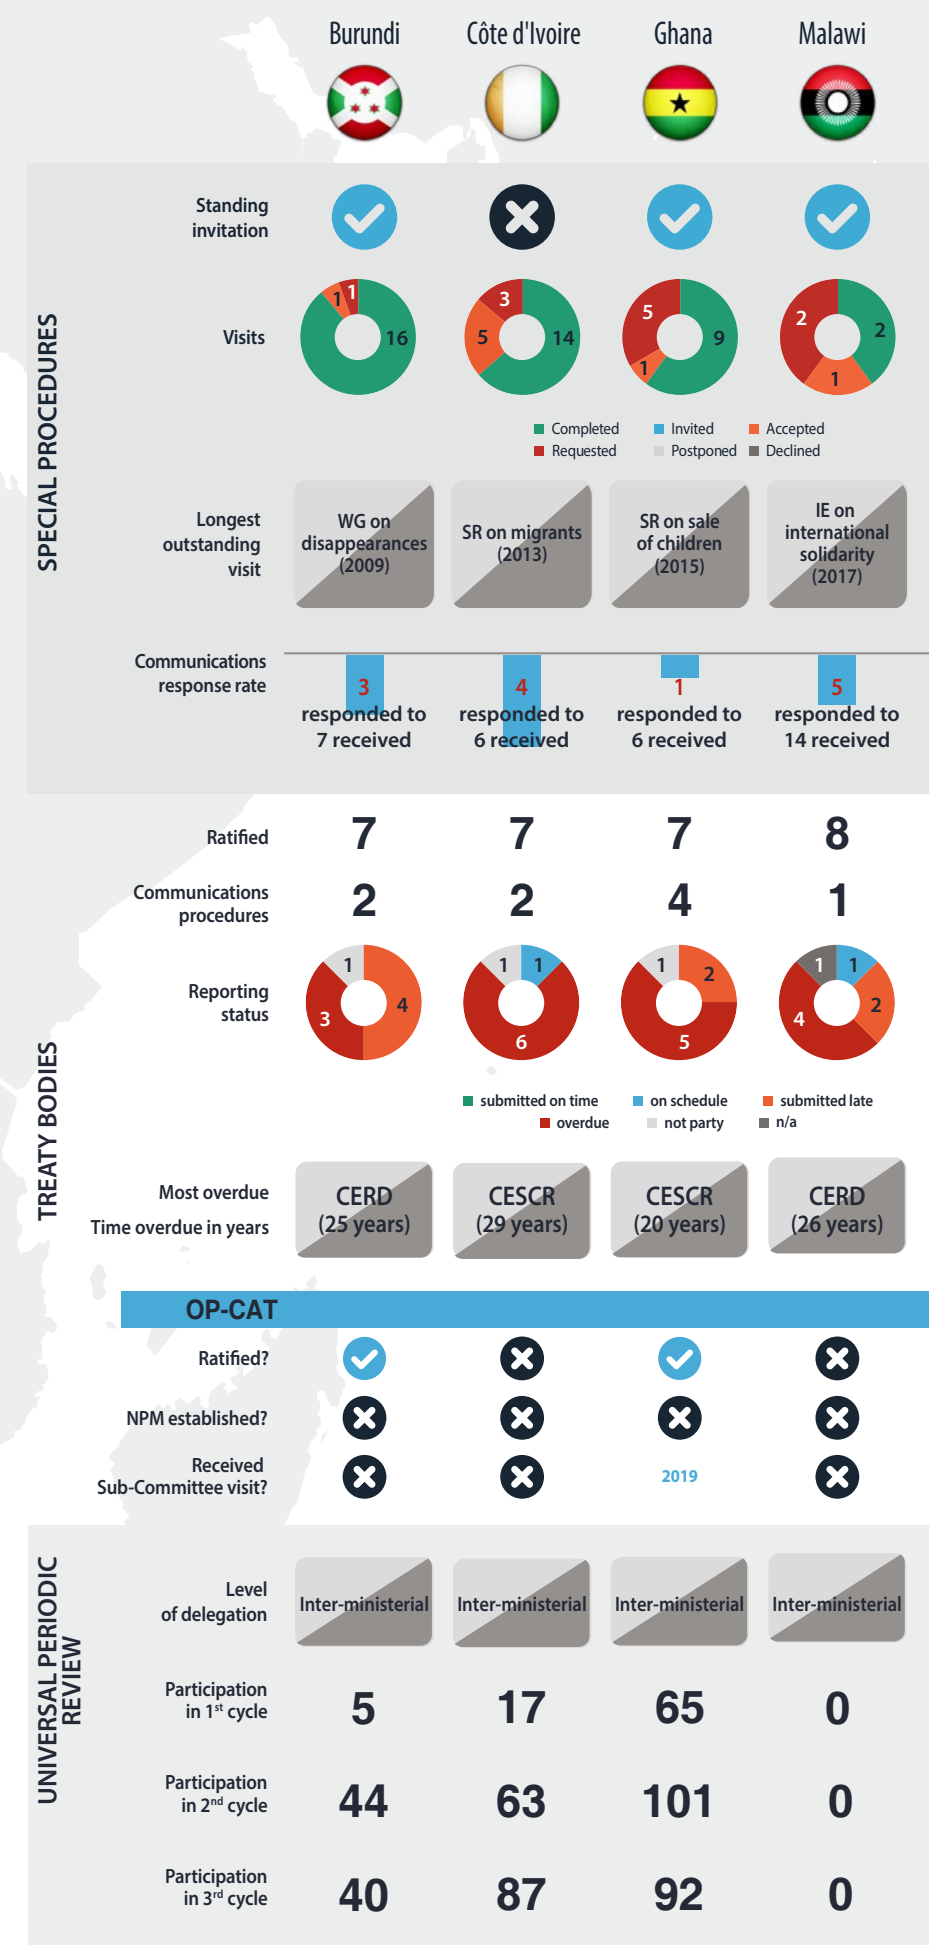 Burundi Côte d'Ivoire Ghana Malawi
SPECIAL PROCEDURES
Standing
invitation
Visits
1 1 16
3 5 14
5 1 9
2 2 1
Completed Invited Accepted
Requested Postponed Declined
Longest
outstanding
visit
WG on
disappearances
(2009)
SR on migrants
(2013)
SR on sale
of children
(2015)
IE on
international
solidarity
(2017)
Communications
response rate
3
responded to
7 received
4
responded to
6 received
1
responded to
6 received
5
responded to
14 received
TREATY BODIES
Ratified 7 7 7 8
Communications
procedures
2 2 4 1
Reporting
status
1 4 3
1 1 6
1 2 5
1 1 2 4
submitted on time on schedule submitted late
overdue not party n/a
Most overdue
Time overdue in years
CERD
(25 years)
CESCR
(29 years)
CESCR
(20 years)
CERD
(26 years)
OP-CAT
Ratified?
NPM established?
Received
Sub-Committee visit?
2019
UNIVERSAL PERIODIC
REVIEW
Level
of delegation
Inter-ministerial Inter-ministerial Inter-ministerial Inter-ministerial
Participation
in 1st cycle
5 17 65 0
Participation
in 2nd cycle
44 63 101 0
Participation
in 3rd cycle
40 87 92 0